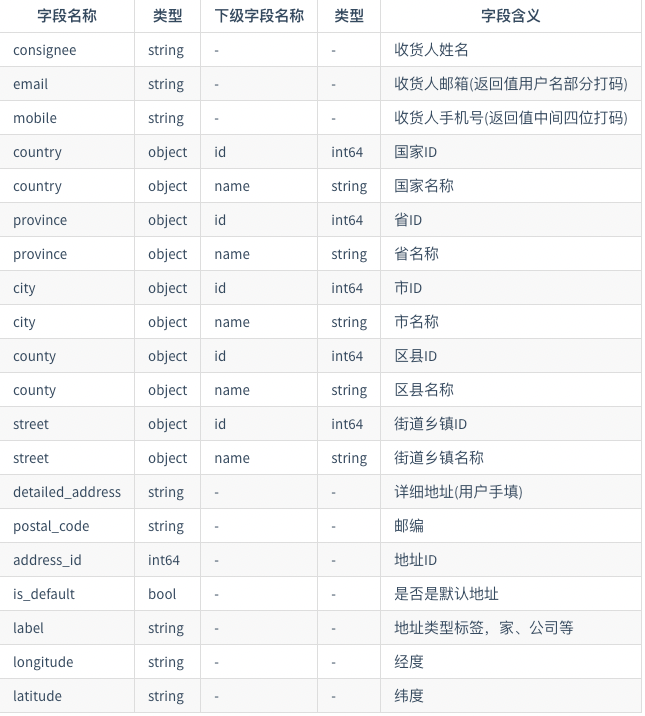 字段名称 类型 下级字段名称 类型 字段含义
consignee string - - 收货人姓名
email string - - 收货人邮箱(返回值用户名部分打码)
mobile string - - 收货人手机号(返回值中间四位打码)
country object id int64 国家ID
country object name string 国家名称
province object id int64 省ID
province object name string 省名称
city object id int64 市ID
city object name string 市名称
county object id int64 区县ID
county object name string 区县名称
street object id int64 街道乡镇ID
street object name string 街道乡镇名称
detailed_address string - - 详细地址(用户手填)
postal_code string - - 邮编
address_id int64 - - 地址ID
is_default bool - - 是否是默认地址
label string - - 地址类型标签，家、公司等
longitude string - - 经度
latitude string - - 纬度